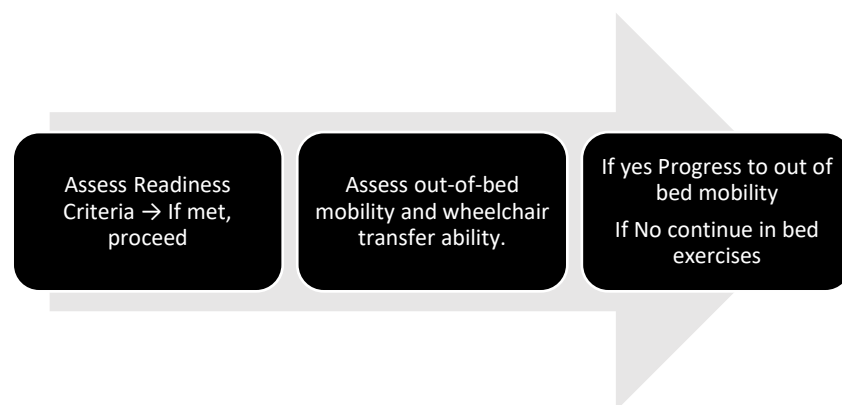 Assess Readiness
Criteria → If met,
proceed
Assess out-of-bed
mobility and wheelchair
transfer ability.
If yes Progress to out of
bed mobility
If No continue in bed
exercises